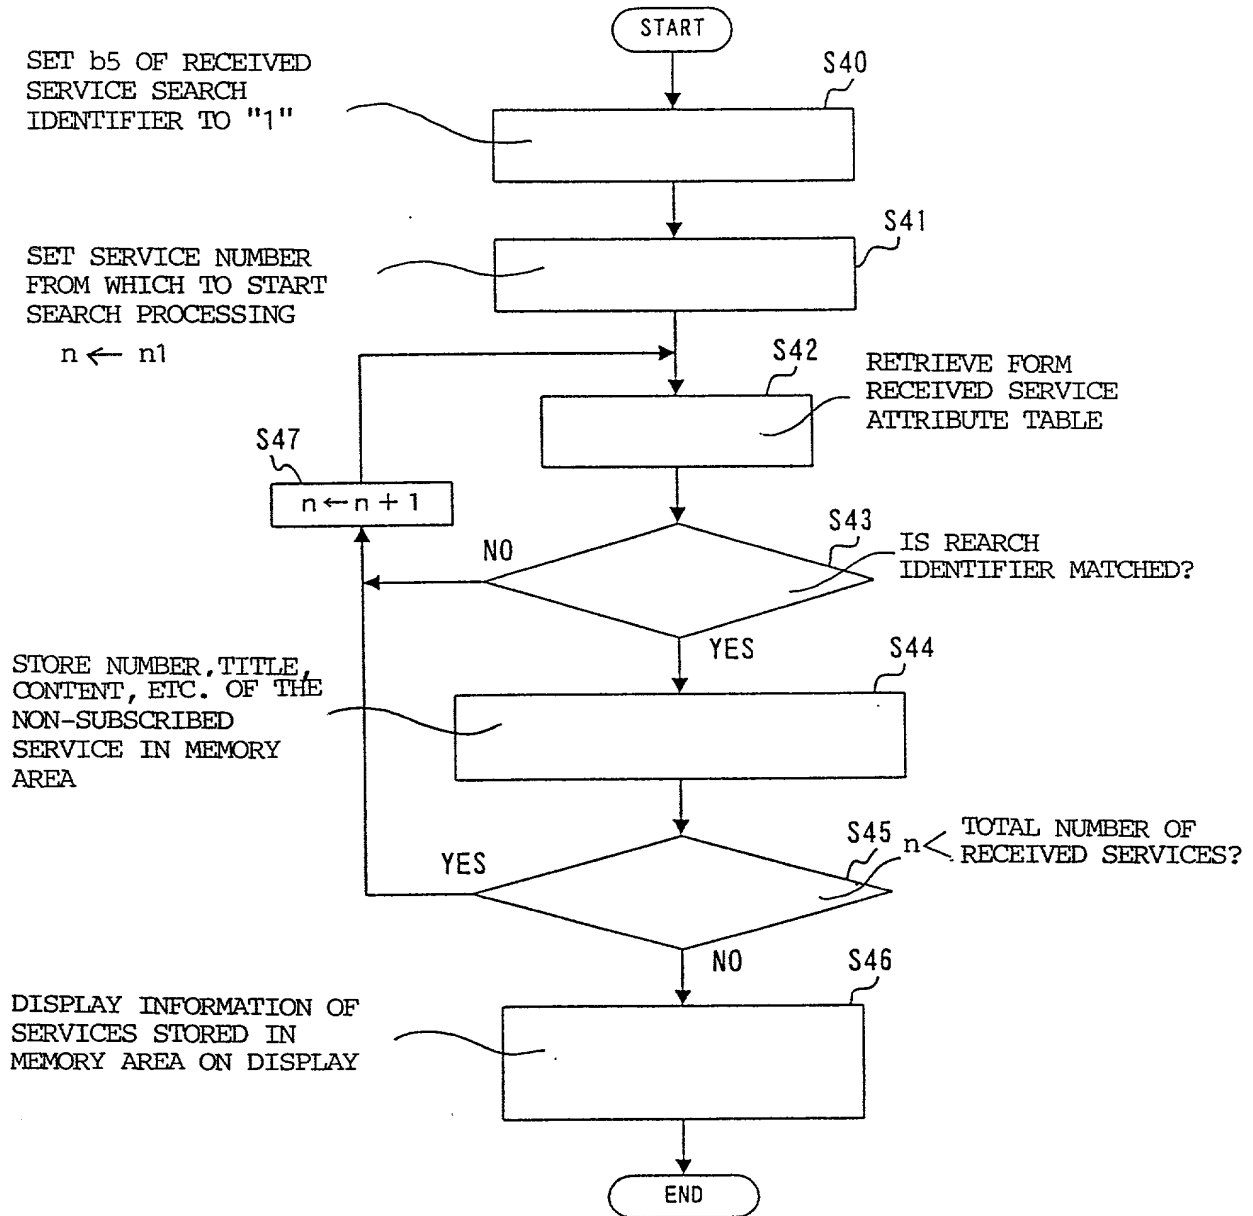 START
SET b5 OF RECEIVED
SERVICE SEARCH
IDENTIFIER TO "1"
S40
SET SERVICE NUMBER
FROM WHICH TO START
SEARCH PROCESSING
n ← n1
S41
S42
RETRIEVE FORM
RECEIVED SERVICE
ATTRIBUTE TABLE
S47
n ← n + 1
S43
NO
IS REARCH
IDENTIFIER MATCHED?
YES
STORE NUMBER, TITLE,
CONTENT, ETC. OF THE
NON-SUBSCRIBED
SERVICE IN MEMORY
AREA
S44
S45
n < TOTAL NUMBER OF
RECEIVED SERVICES?
YES
NO
S46
DISPLAY INFORMATION OF
SERVICES STORED IN
MEMORY AREA ON DISPLAY
END